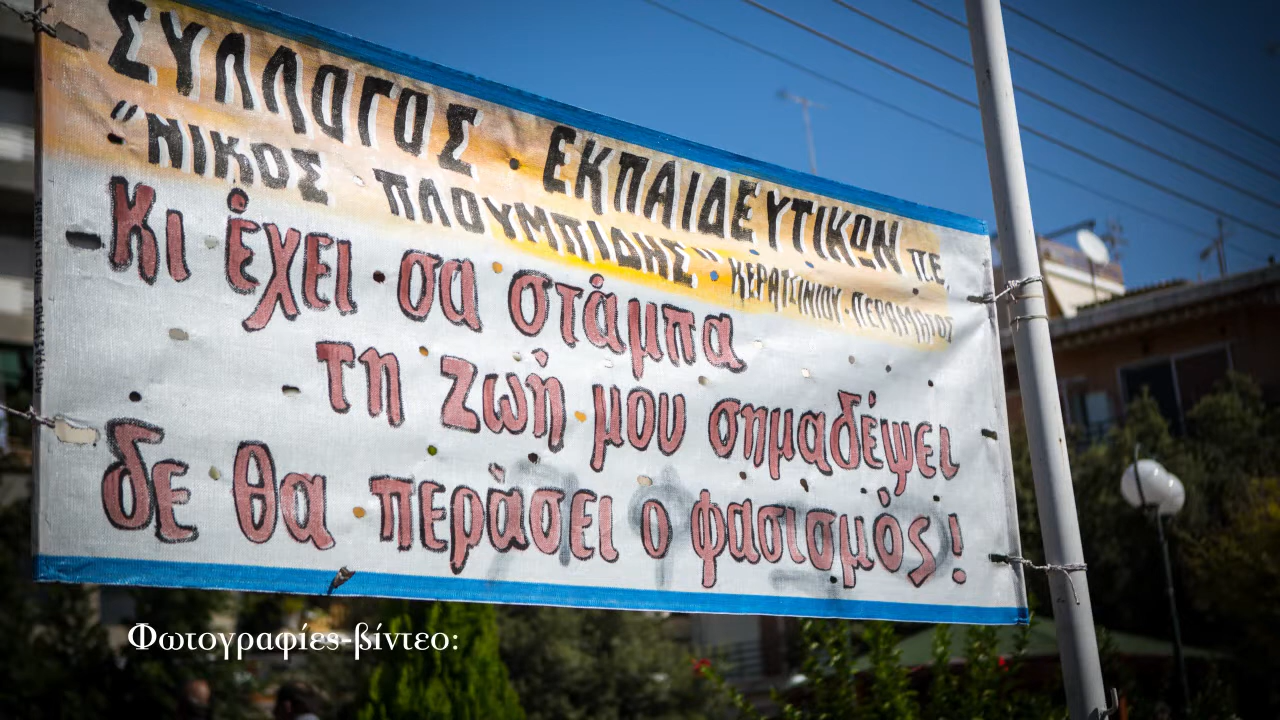 ΣΥΛΛΟΓΟΣ • ΕΚΠΑΙΔΕΥΤΙΚΩΝ π.ε.
"ΝΙΚΟΣ ΠΛΟΥΜΠΙΔΗΣ" • ΚΕΡΑΤΣΙΝΙΟΥ-ΠΕΡΑΜΑΤΟΣ
Κι έχει σα στάμπα
τη ζωή μου σημαδέψει
δε θα περάσει ο φασισμός!
Φωτογραφίες-βίντεο: